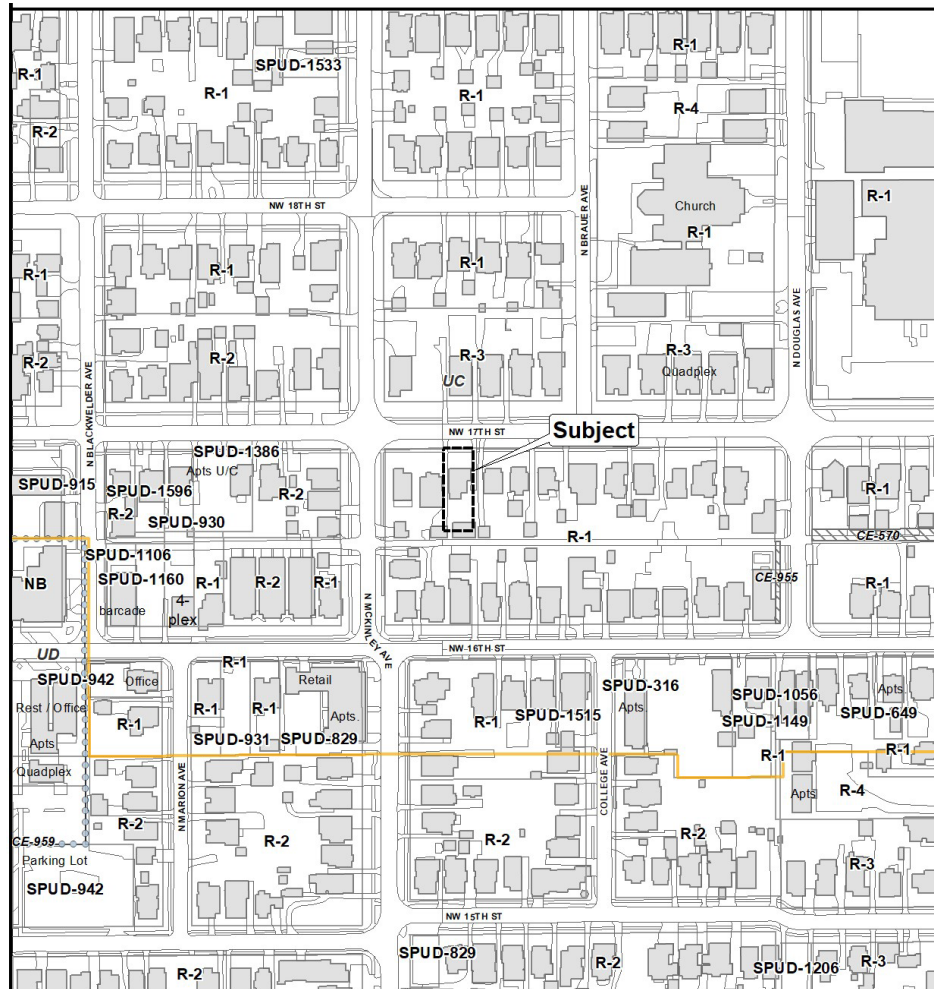 SPUD-1533
R-1
R-1
R-1
R-1
R-4
R-2
Church
R-1
R-1
NW 18TH ST
N BRAUER AVE
N DOUGLAS AVE
R-1
R-1
R-1
R-2
R-2
R-3
UC
R-3
Quadplex
N BLACKWELDER AVE
NW 17TH ST
Subject
SPUD-1386
Apts U/C
SPUD-915
SPUD-1596
R-2
R-1
R-2
SPUD-930
R-1
CE-570
SPUD-1106
NB
SPUD-1160
R-1
R-2
R-1
CE-955
R-1
barcade
4-
plex
N MCKINLEY AVE
NW 16TH ST
UD
R-1
SPUD-942
Office
Retail
SPUD-316
Apts.
SPUD-1056
Apts.
Rest / Office
R-1
R-1
R-1
Apts.
R-1
SPUD-1515
SPUD-1149
SPUD-649
Apts.
SPUD-931
SPUD-829
R-1
R-1
Quadplex
N MARION AVE
COLLEGE AVE
Apts.
R-4
R-2
CE-959
R-2
R-2
R-2
Parking Lot
R-3
SPUD-942
NW 15TH ST
SPUD-829
R-2
R-2
SPUD-1206
R-3